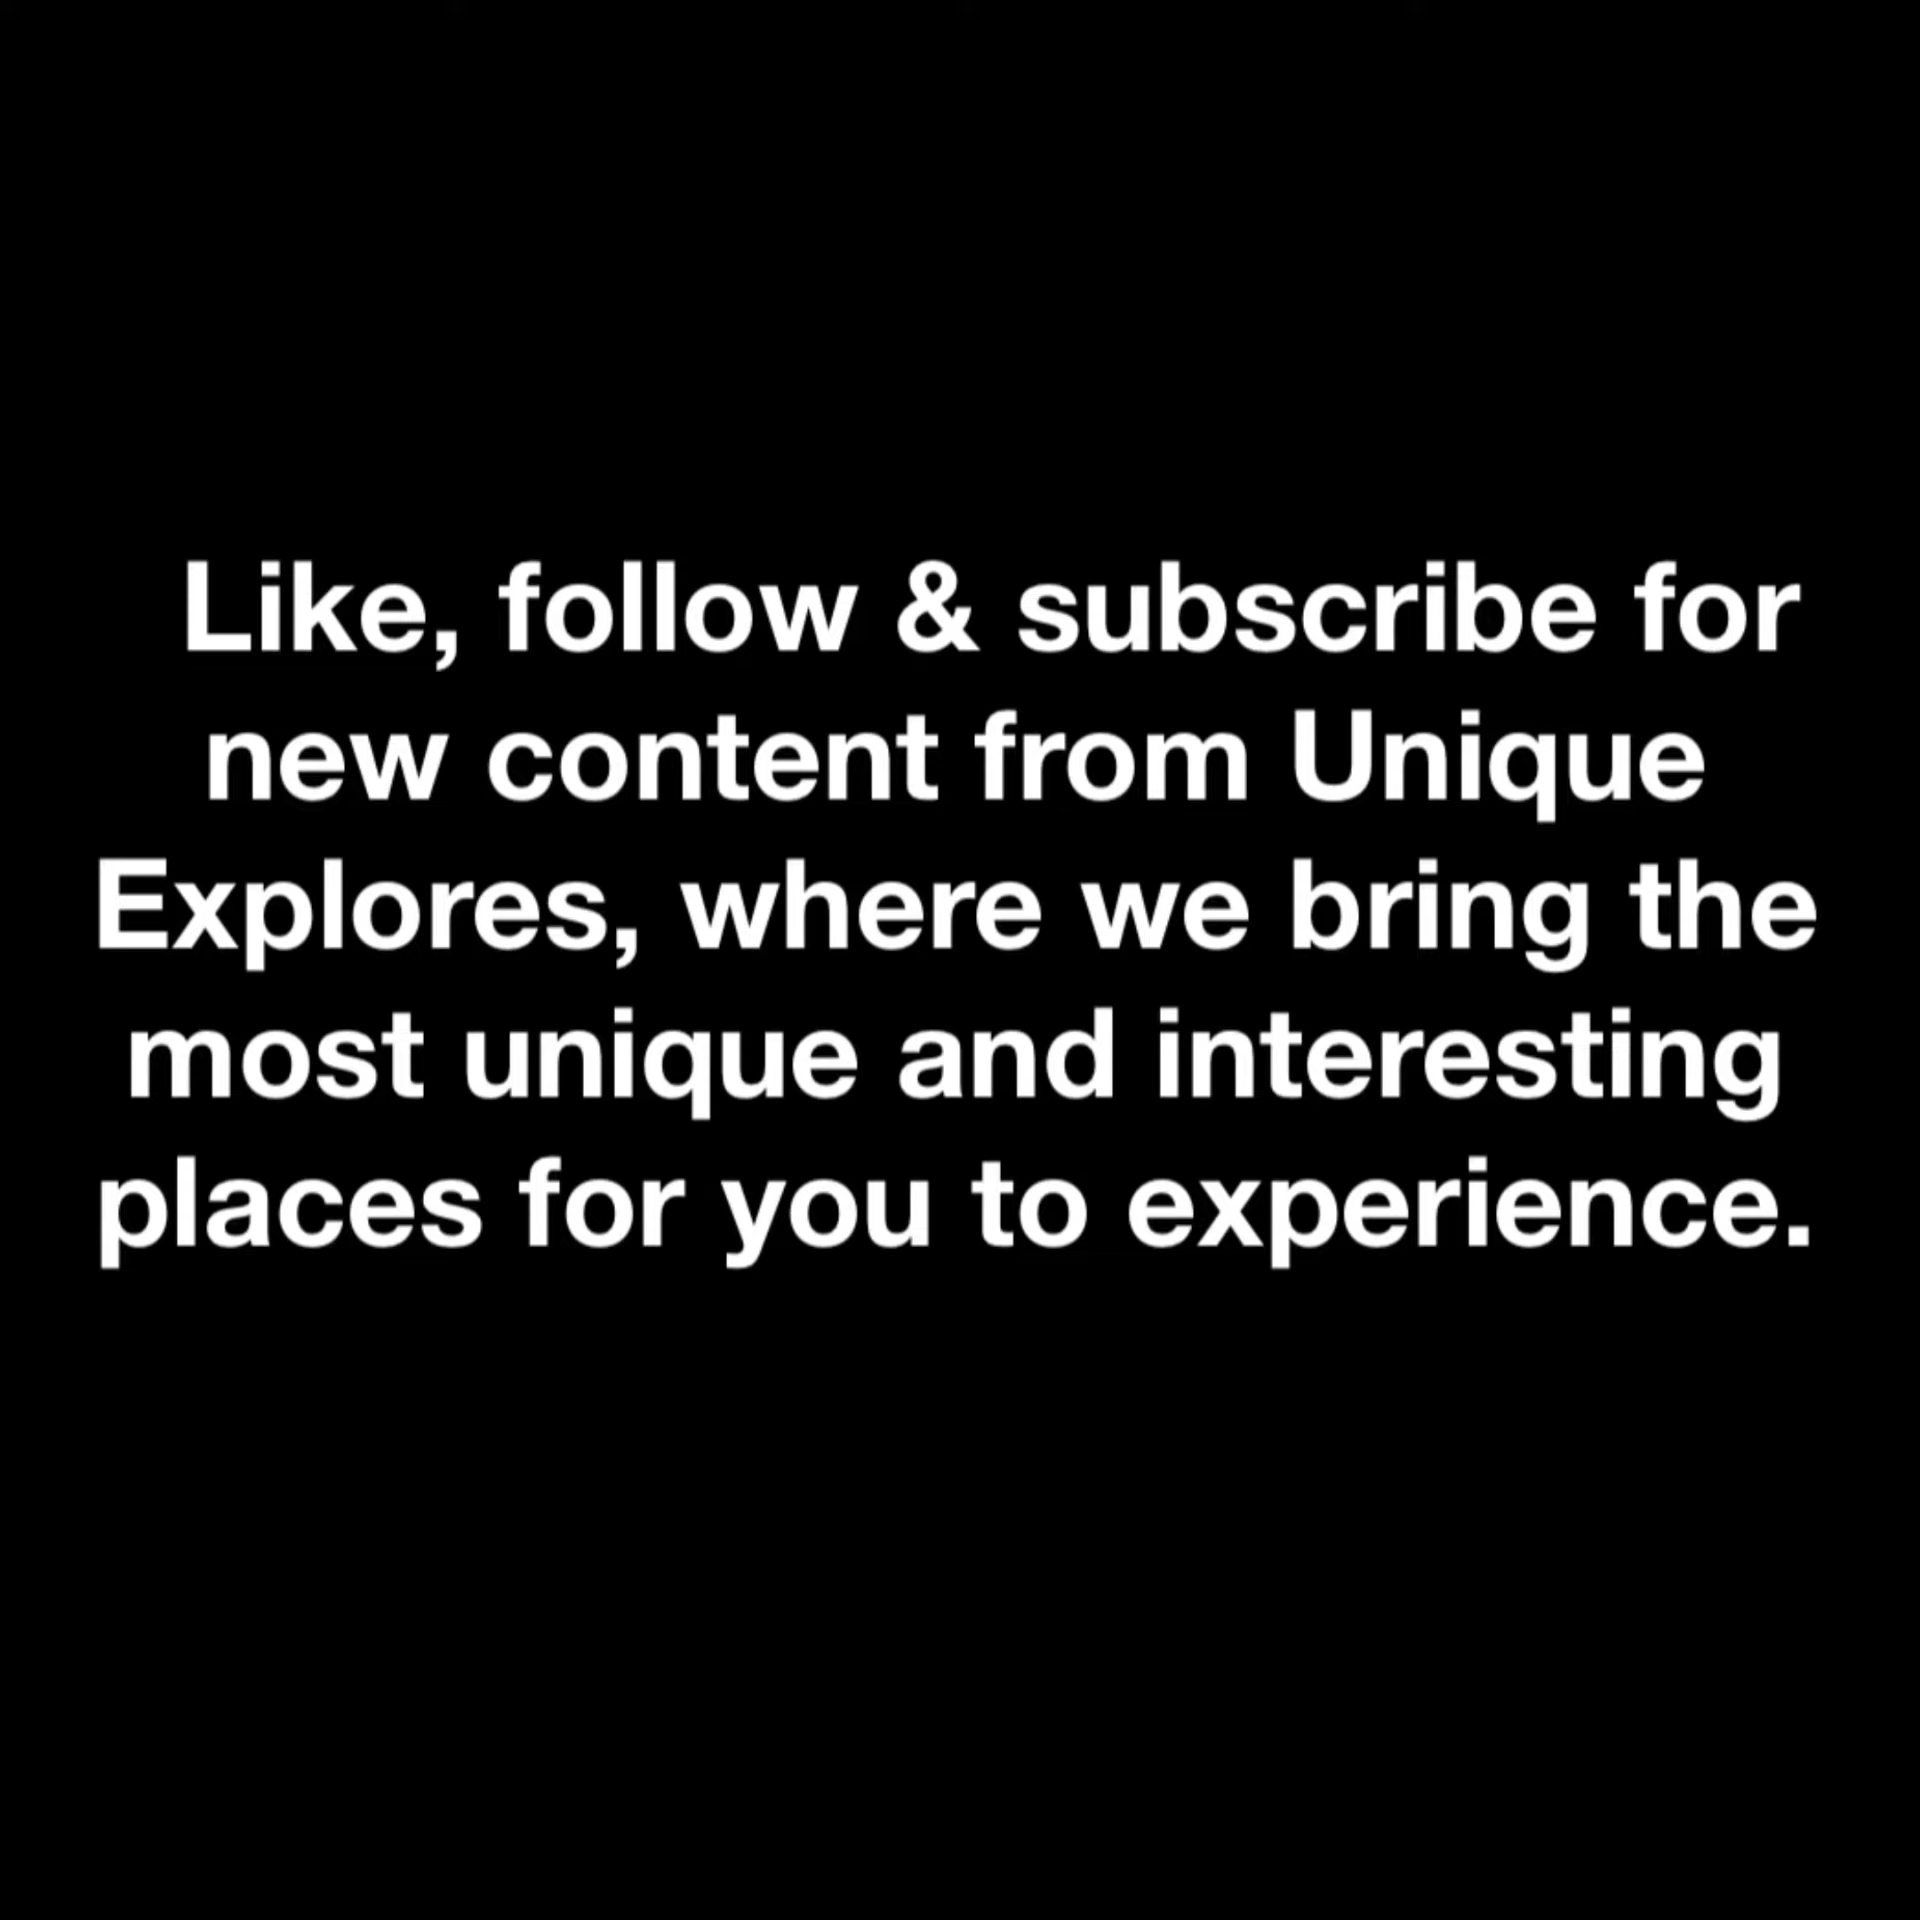 Like, follow & subscribe for
new content from Unique
Explores, where we bring the
most unique and interesting
places for you to experience.